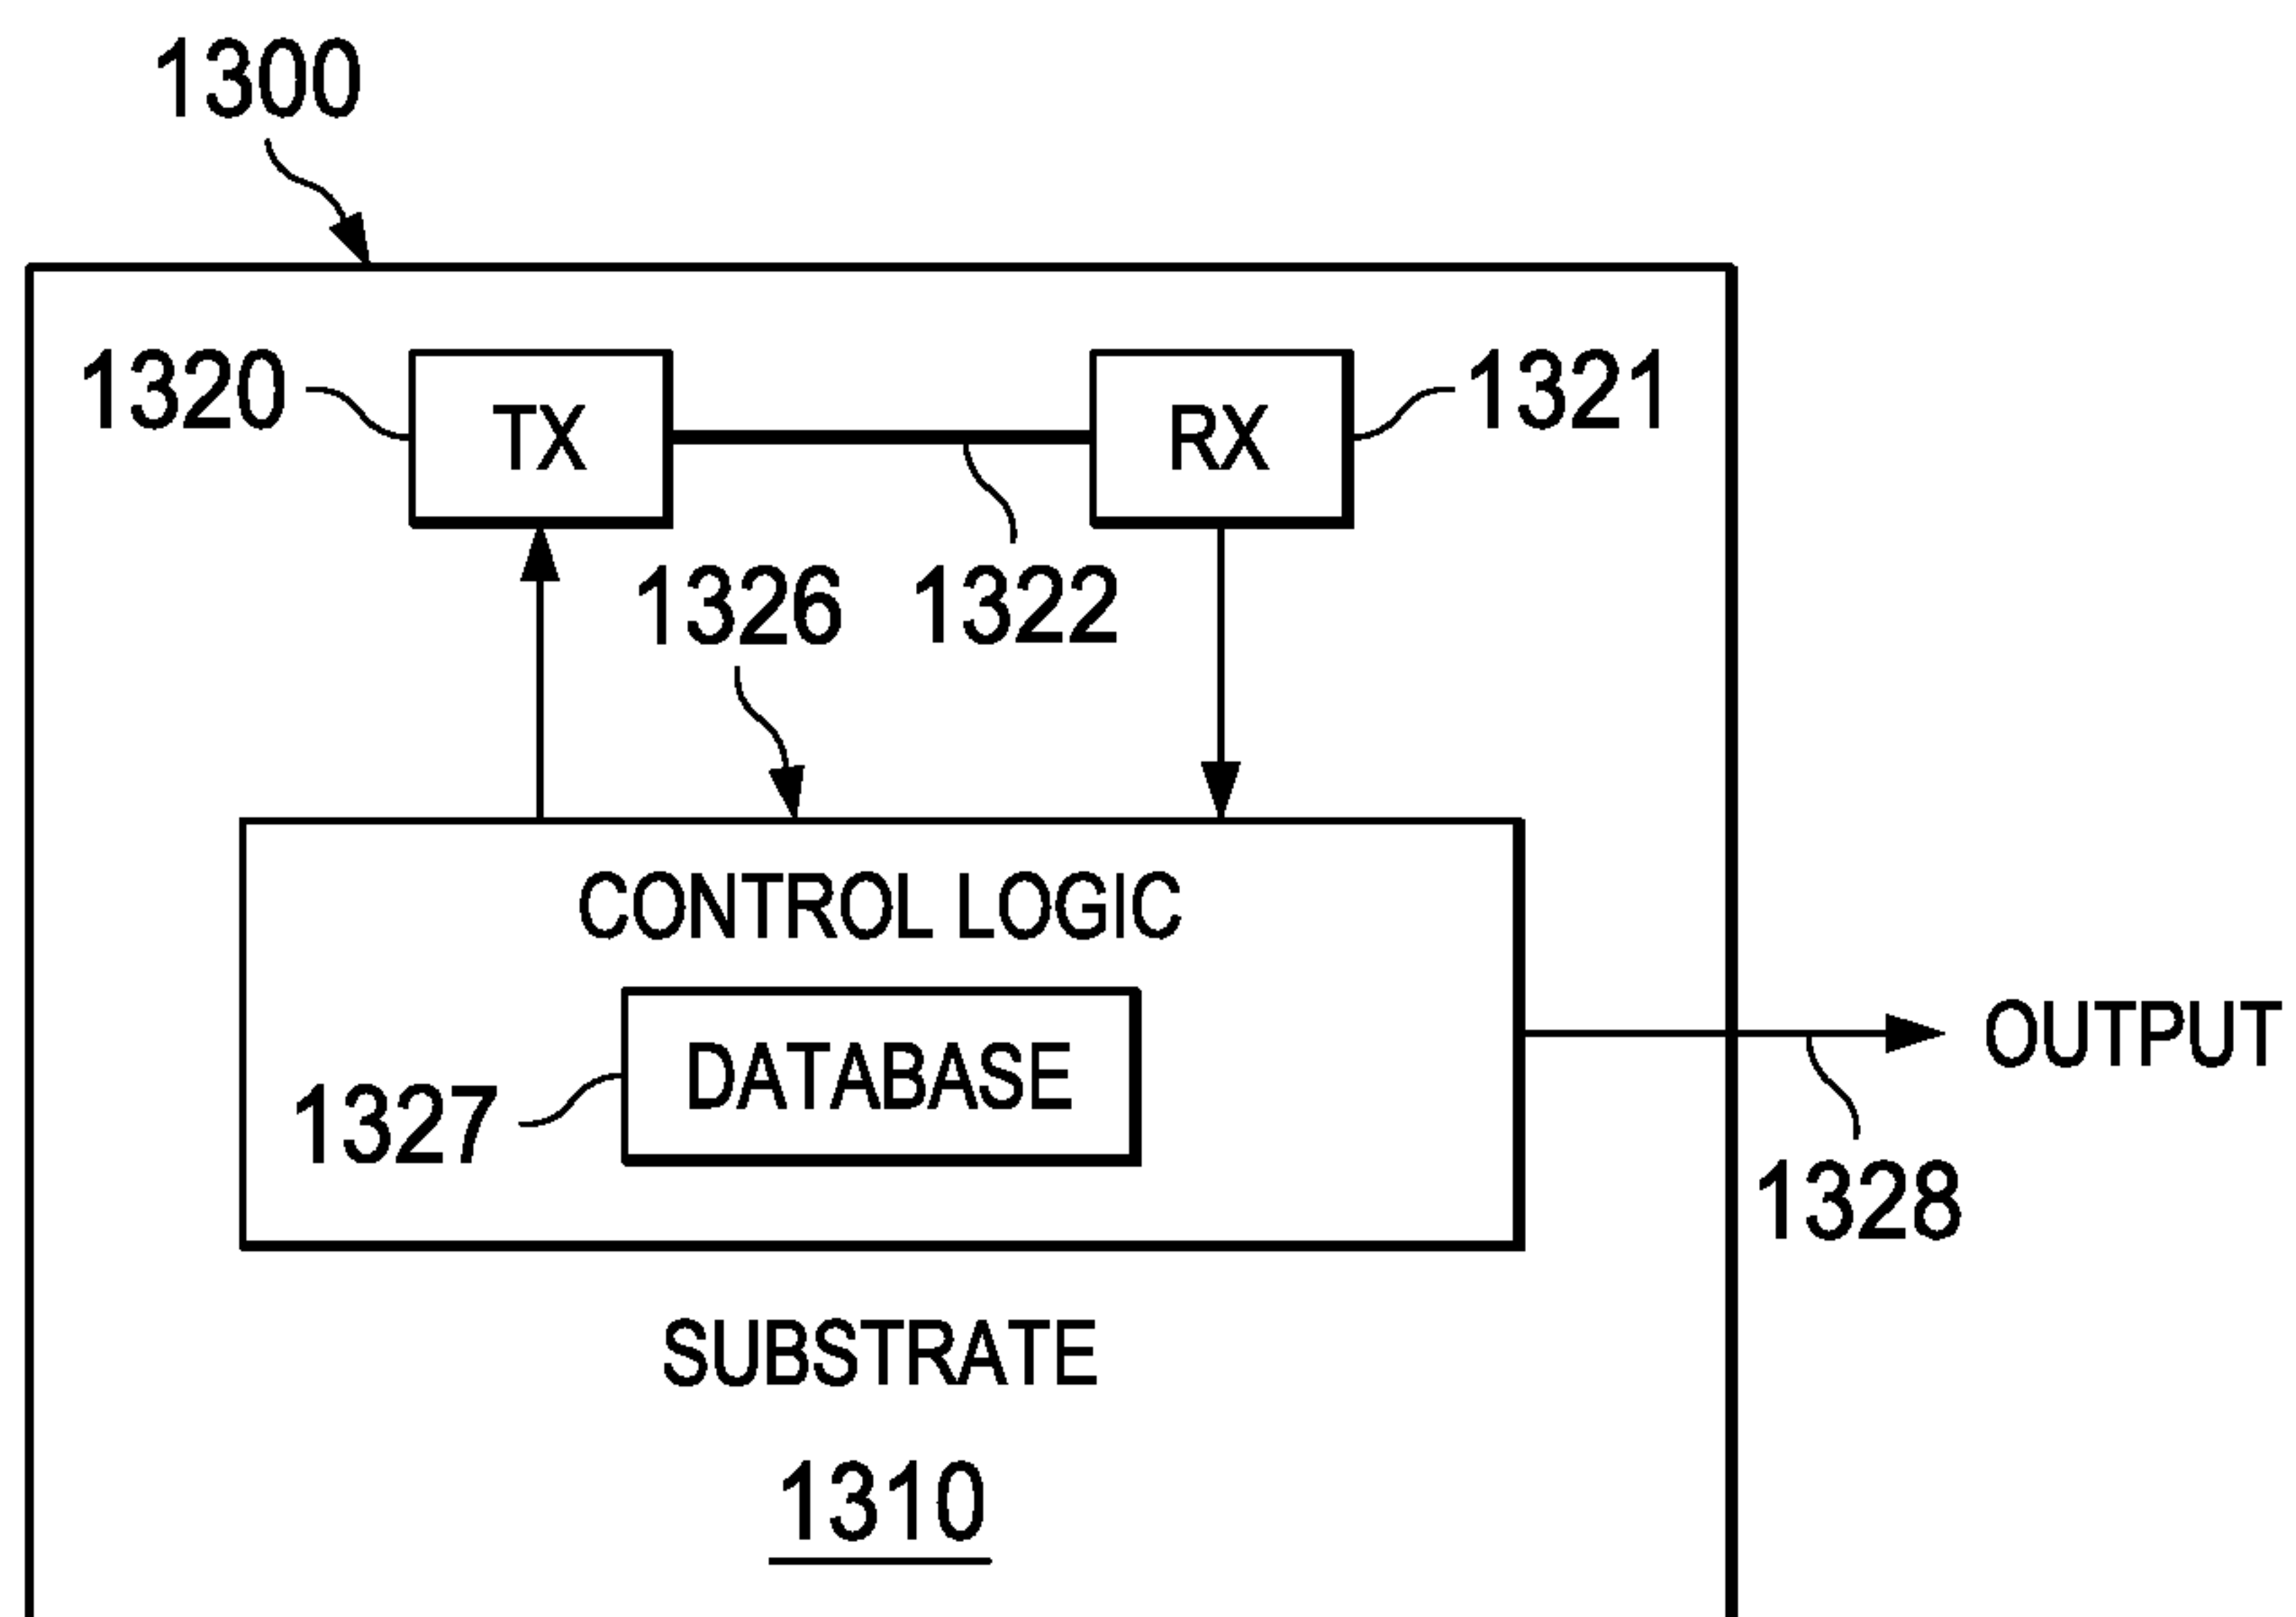 1300
1320
TX
RX
1321
1326
1322
CONTROL LOGIC
DATABASE
1327
OUTPUT
1328
SUBSTRATE
1310